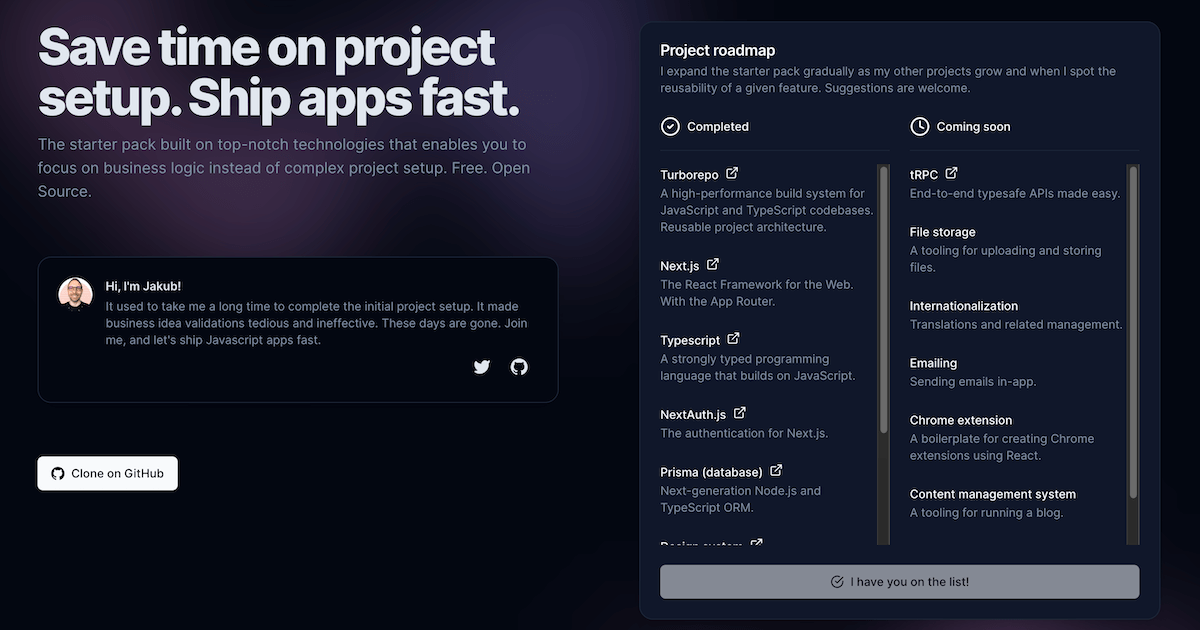 Save time on project
setup. Ship apps fast.
The starter pack built on top-notch technologies that enables you to
focus on business logic instead of complex project setup. Free. Open
Source.
Hi, I'm Jakub!
It used to take me a long time to complete the initial project setup. It made
business idea validations tedious and ineffective. These days are gone. Join
me, and let's ship Javascript apps fast.
Clone on GitHub
Project roadmap
I expand the starter pack gradually as my other projects grow and when I spot the
reusability of a given feature. Suggestions are welcome.
Completed
Turborepo
A high-performance build system for
JavaScript and TypeScript codebases.
Reusable project architecture.
Next.js
The React Framework for the Web.
With the App Router.
Typescript
A strongly typed programming
language that builds on JavaScript.
NextAuth.js
The authentication for Next.js.
Prisma (database)
Next-generation Node.js and
TypeScript ORM.
Design system
Coming soon
tRPC
End-to-end typesafe APIs made easy.
File storage
A tooling for uploading and storing
files.
Internationalization
Translations and related management.
Emailing
Sending emails in-app.
Chrome extension
A boilerplate for creating Chrome
extensions using React.
Content management system
A tooling for running a blog.
I have you on the list!